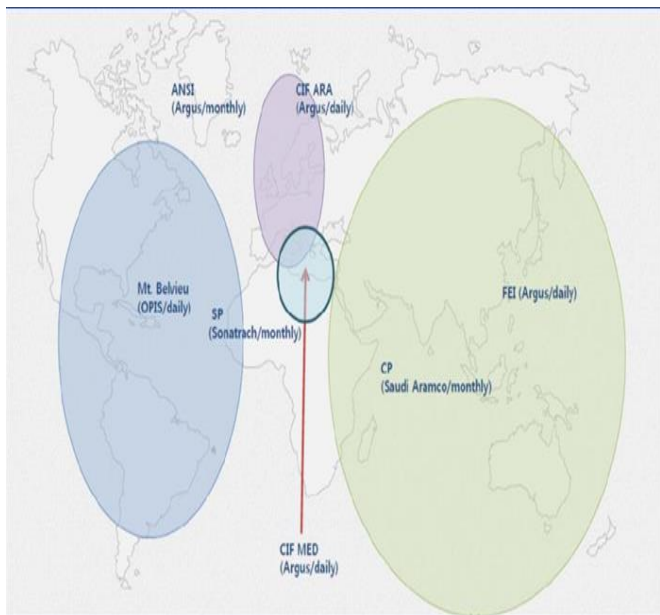 ANSI
(Argus/monthly)
CIF ARA
(Argus/daily)
Mt. Belvieu
(OPIS/daily)
SP
(Sonatrach/monthly)
FEI (Argus/daily)
CP
(Saudi Aramco/monthly)
CIF MED
(Argus/daily)